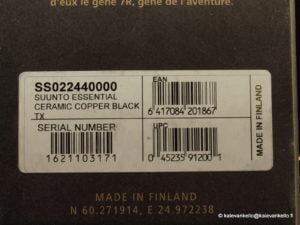 d'eux le gène 7R, gène de l'aventure.
SS022440000
SUUNTO ESSENTIAL
CERAMIC COPPER BLACK
TX
SERIAL NUMBER
1621103171
EAN
6 417084 201867
UPC
0 45235 91200 1
MADE IN FINLAND
MADE IN FINLAND
N 60.271914, E 24.972238
© kalevankello@kalevankello.fi